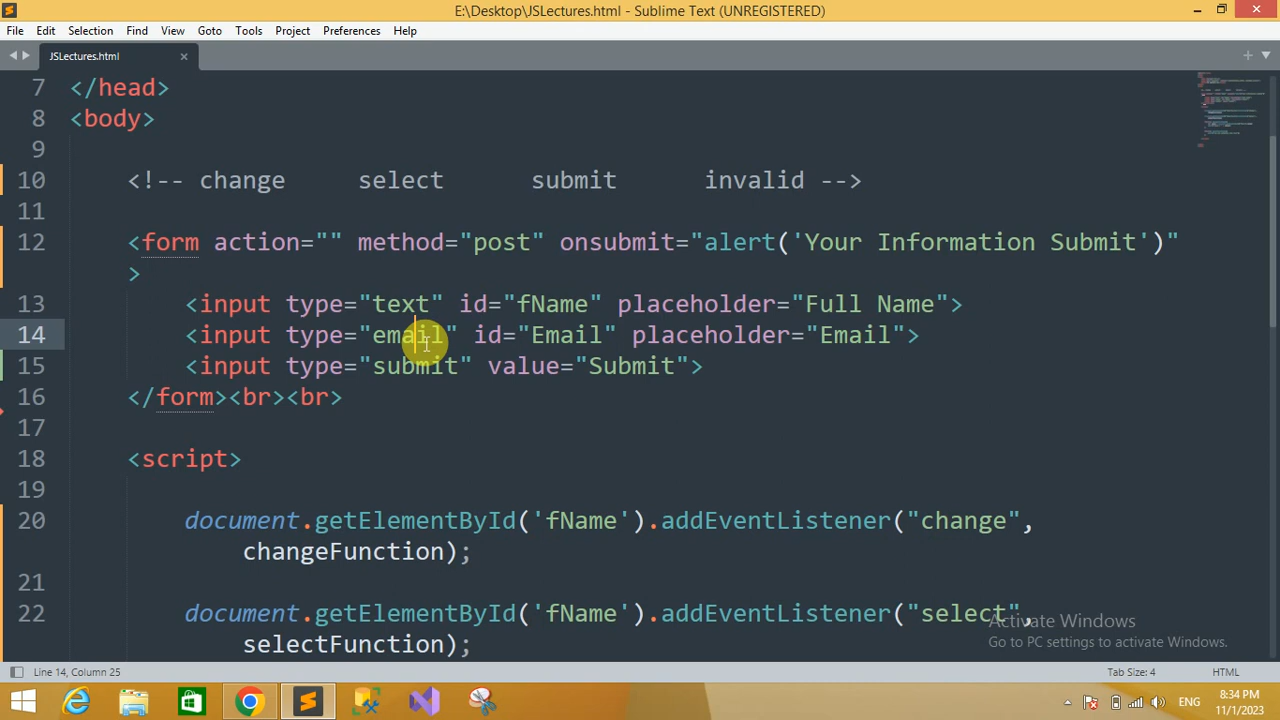 E:\Desktop\JSLectures.html - Sublime Text (UNREGISTERED)
File Edit Selection Find View Goto Tools Project Preferences Help
JSLectures.html
7 </head>
8 <body>
9
10 <!-- change select submit invalid -->
11
12 <form action="" method="post" onsubmit="alert('Your Information Submit')"
>
13 <input type="text" id="fName" placeholder="Full Name">
14 <input type="email" id="Email" placeholder="Email">
15 <input type="submit" value="Submit">
16 </form><br><br>
17
18 <script>
19
20 document.getElementById('fName').addEventListener("change",
changeFunction);
21
22 document.getElementById('fName').addEventListener("select",
selectFunction);
Activate Windows
Go to PC settings to activate Windows.
Line 14, Column 25 Tab Size: 4 HTML
ENG 8:34 PM
11/1/2023